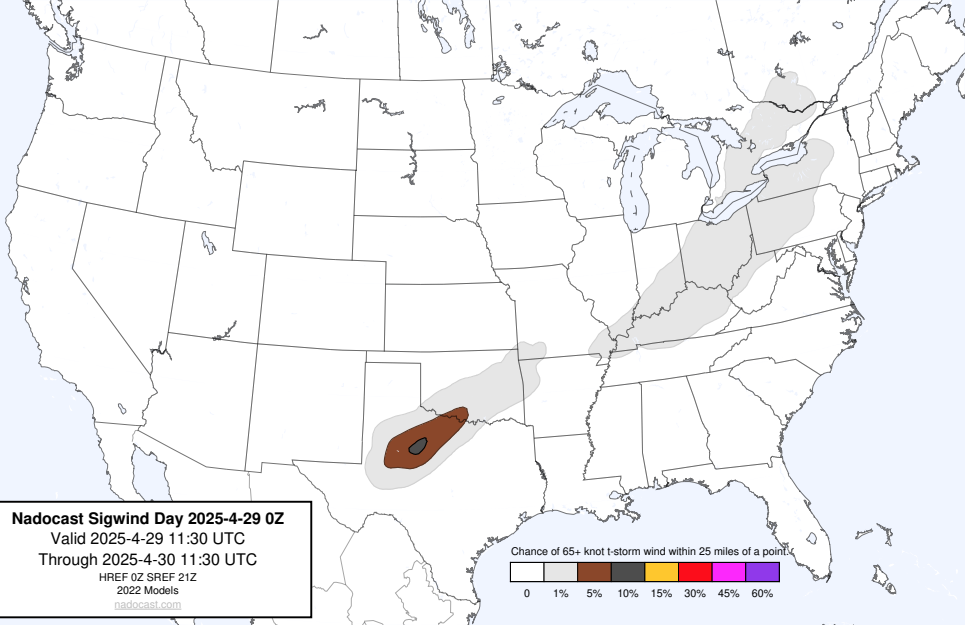 Nadocast Sigwind Day 2025-4-29 0Z
Valid 2025-4-29 11:30 UTC
Through 2025-4-30 11:30 UTC
HREF 0Z SREF 21Z
2022 Models
nadocast.com
Chance of 65+ knot t-storm wind within 25 miles of a point.
0 1% 5% 10% 15% 30% 45% 60%